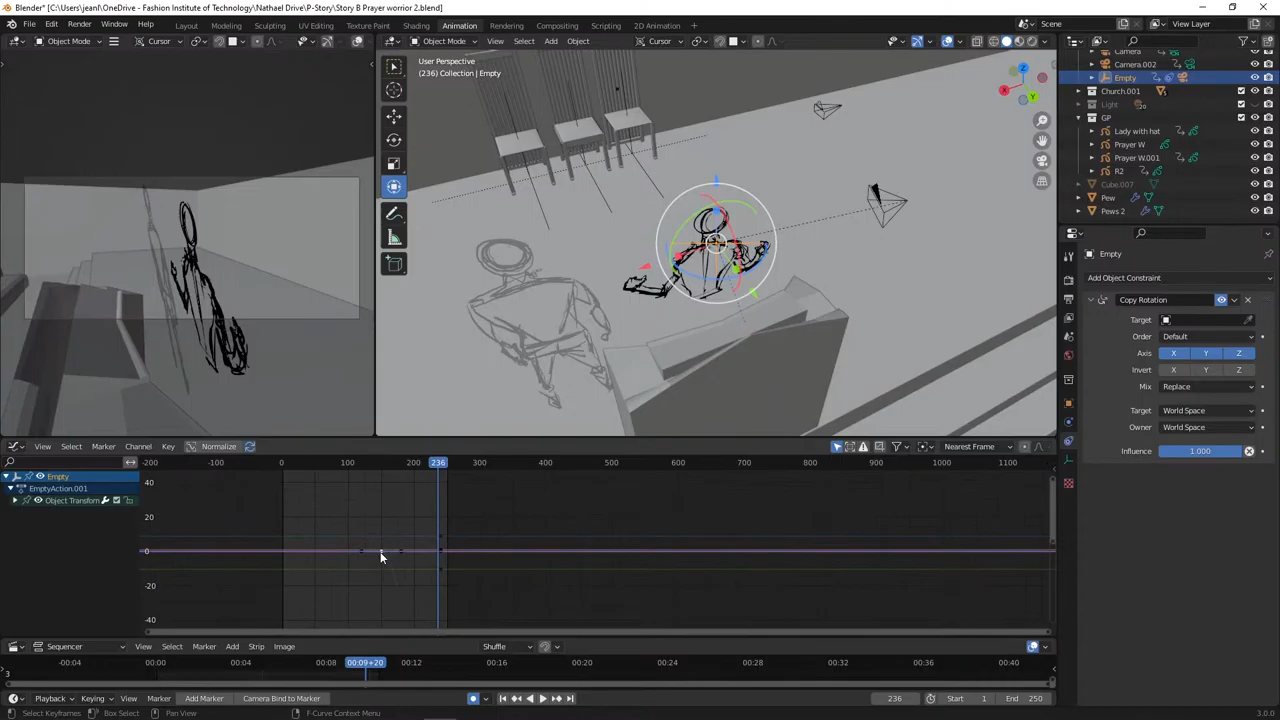 Blender* [C:\Users\jeanl\OneDrive - Fashion Institute of Technology\Nathael Drive\P-Story\Story B Prayer worrior 2.blend]
File Edit Render Window Help Layout Modeling Sculpting UV Editing Texture Paint Shading Animation Rendering Compositing Scripting 2D Animation Scene View Layer
Object Mode Cursor Object Mode View Select Add Object Cursor
User Perspective
(236) Collection | Empty
Z
X
Y
Camera
Camera.002
Empty
Church.001
Light
GP
Lady with hat
Prayer W
Prayer W.001
R2
Cube.007
Pew
Pews 2
Empty
Add Object Constraint
Copy Rotation
Target
Order Default
Axis X Y Z
Invert X Y Z
Mix Replace
Target World Space
Owner World Space
Influence 1.000
View Select Marker Channel Key Normalize Nearest Frame
-200 -100 0 100 200 236 300 400 500 600 700 800 900 1000 1100
Empty
EmptyAction.001
Object Transform
40
20
0
-20
-40
Sequencer View Select Marker Add Strip Image Shuffle
-00:04 00:00 00:04 00:08 00:09+20 00:12 00:16 00:20 00:24 00:28 00:32 00:36 00:40
3
Playback Keying View Marker Add Marker Camera Bind to Marker 236 Start 1 End 250
Select Keyframes Box Select Pan View F-Curve Context Menu 3.0.0